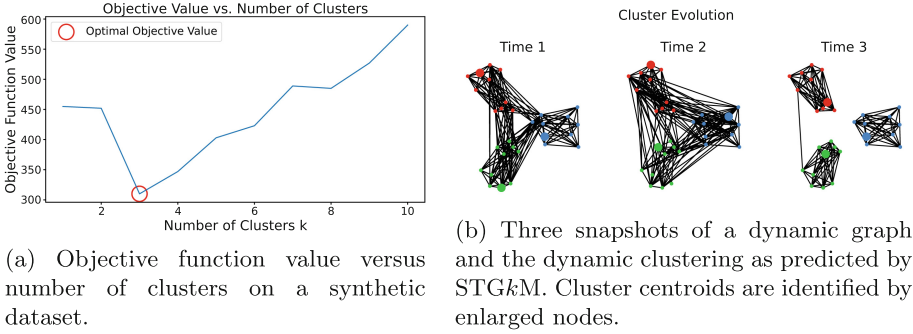 Objective Value vs. Number of Clusters
Optimal Objective Value
Objective Function Value
600
550
500
450
400
350
300
2 4 6 8 10
Number of Clusters k
(a) Objective function value versus
number of clusters on a synthetic
dataset.
Cluster Evolution
Time 1 Time 2 Time 3
(b) Three snapshots of a dynamic graph
and the dynamic clustering as predicted by
STGkM. Cluster centroids are identified by
enlarged nodes.